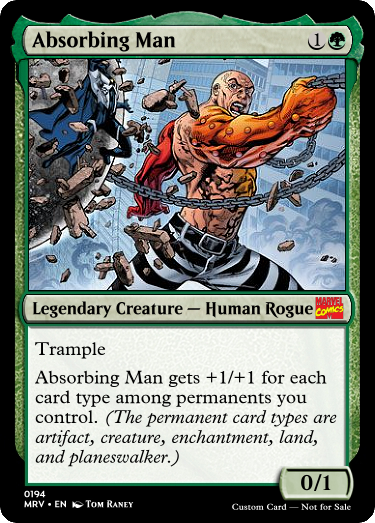 Absorbing Man 1
Legendary Creature — Human Rogue MARVEL COMICS
Trample
Absorbing Man gets +1/+1 for each
card type among permanents you
control. (The permanent card types are
artifact, creature, enchantment, land,
and planeswalker.)
0/1
0194
MRV • EN Tom Raney
Custom Card — Not for Sale